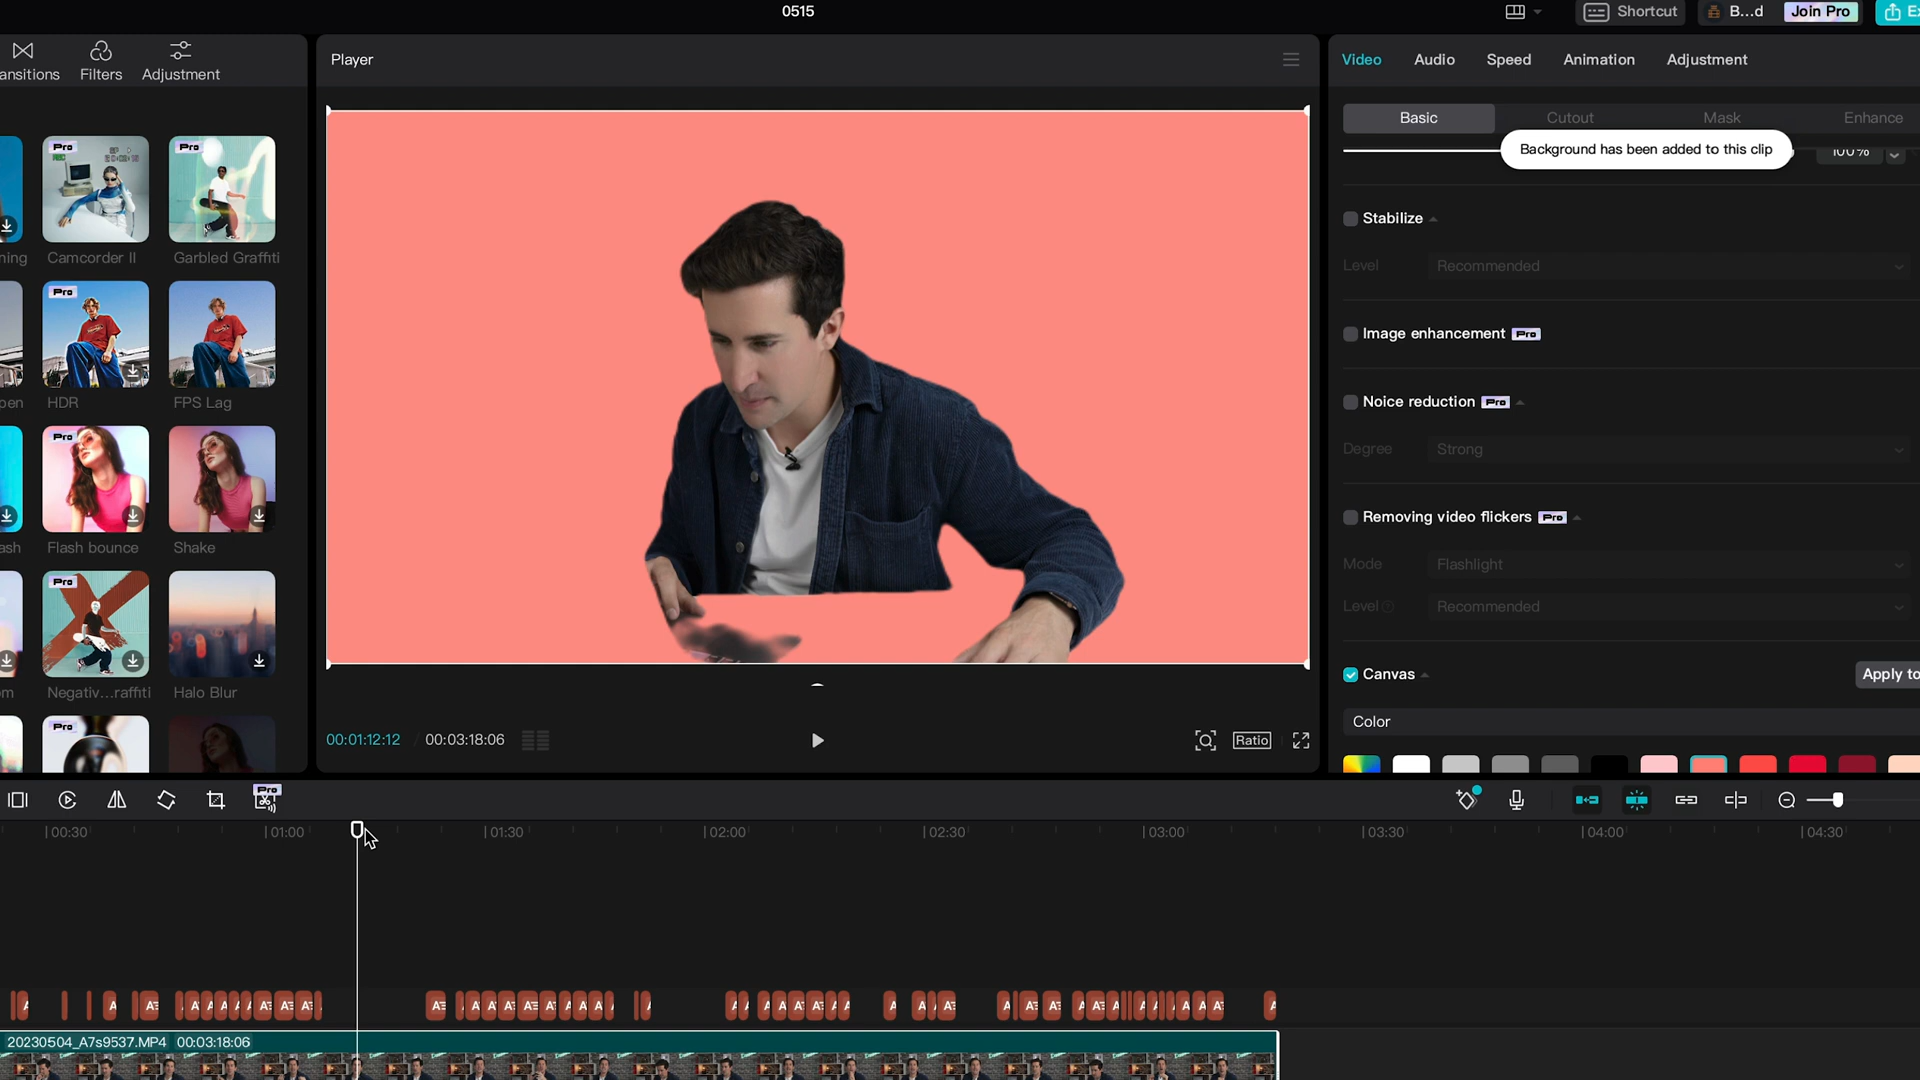 0515
Shortcut
B...d
Join Pro
E
ansitions
Filters
Adjustment
Player
Video
Audio
Speed
Animation
Adjustment
Basic
Cutout
Mask
Enhance
Background has been added to this clip
100%
Pro
Pro
ning
Camcorder II
Garbled Graffiti
Stabilize
Level
Recommended
Pro
Image enhancement Pro
pen
HDR
FPS Lag
Noice reduction Pro
Degree
Strong
Pro
ash
Flash bounce
Shake
Removing video flickers Pro
Mode
Flashlight
Pro
Level
Recommended
om
Negativ...raffiti
Halo Blur
Canvas
Apply to
Color
Pro
00:01:12:12
00:03:18:06
Ratio
Pro
00:30
01:00
01:30
02:00
02:30
03:00
03:30
04:00
04:30
20230504_A7s9537.MP4 00:03:18:06